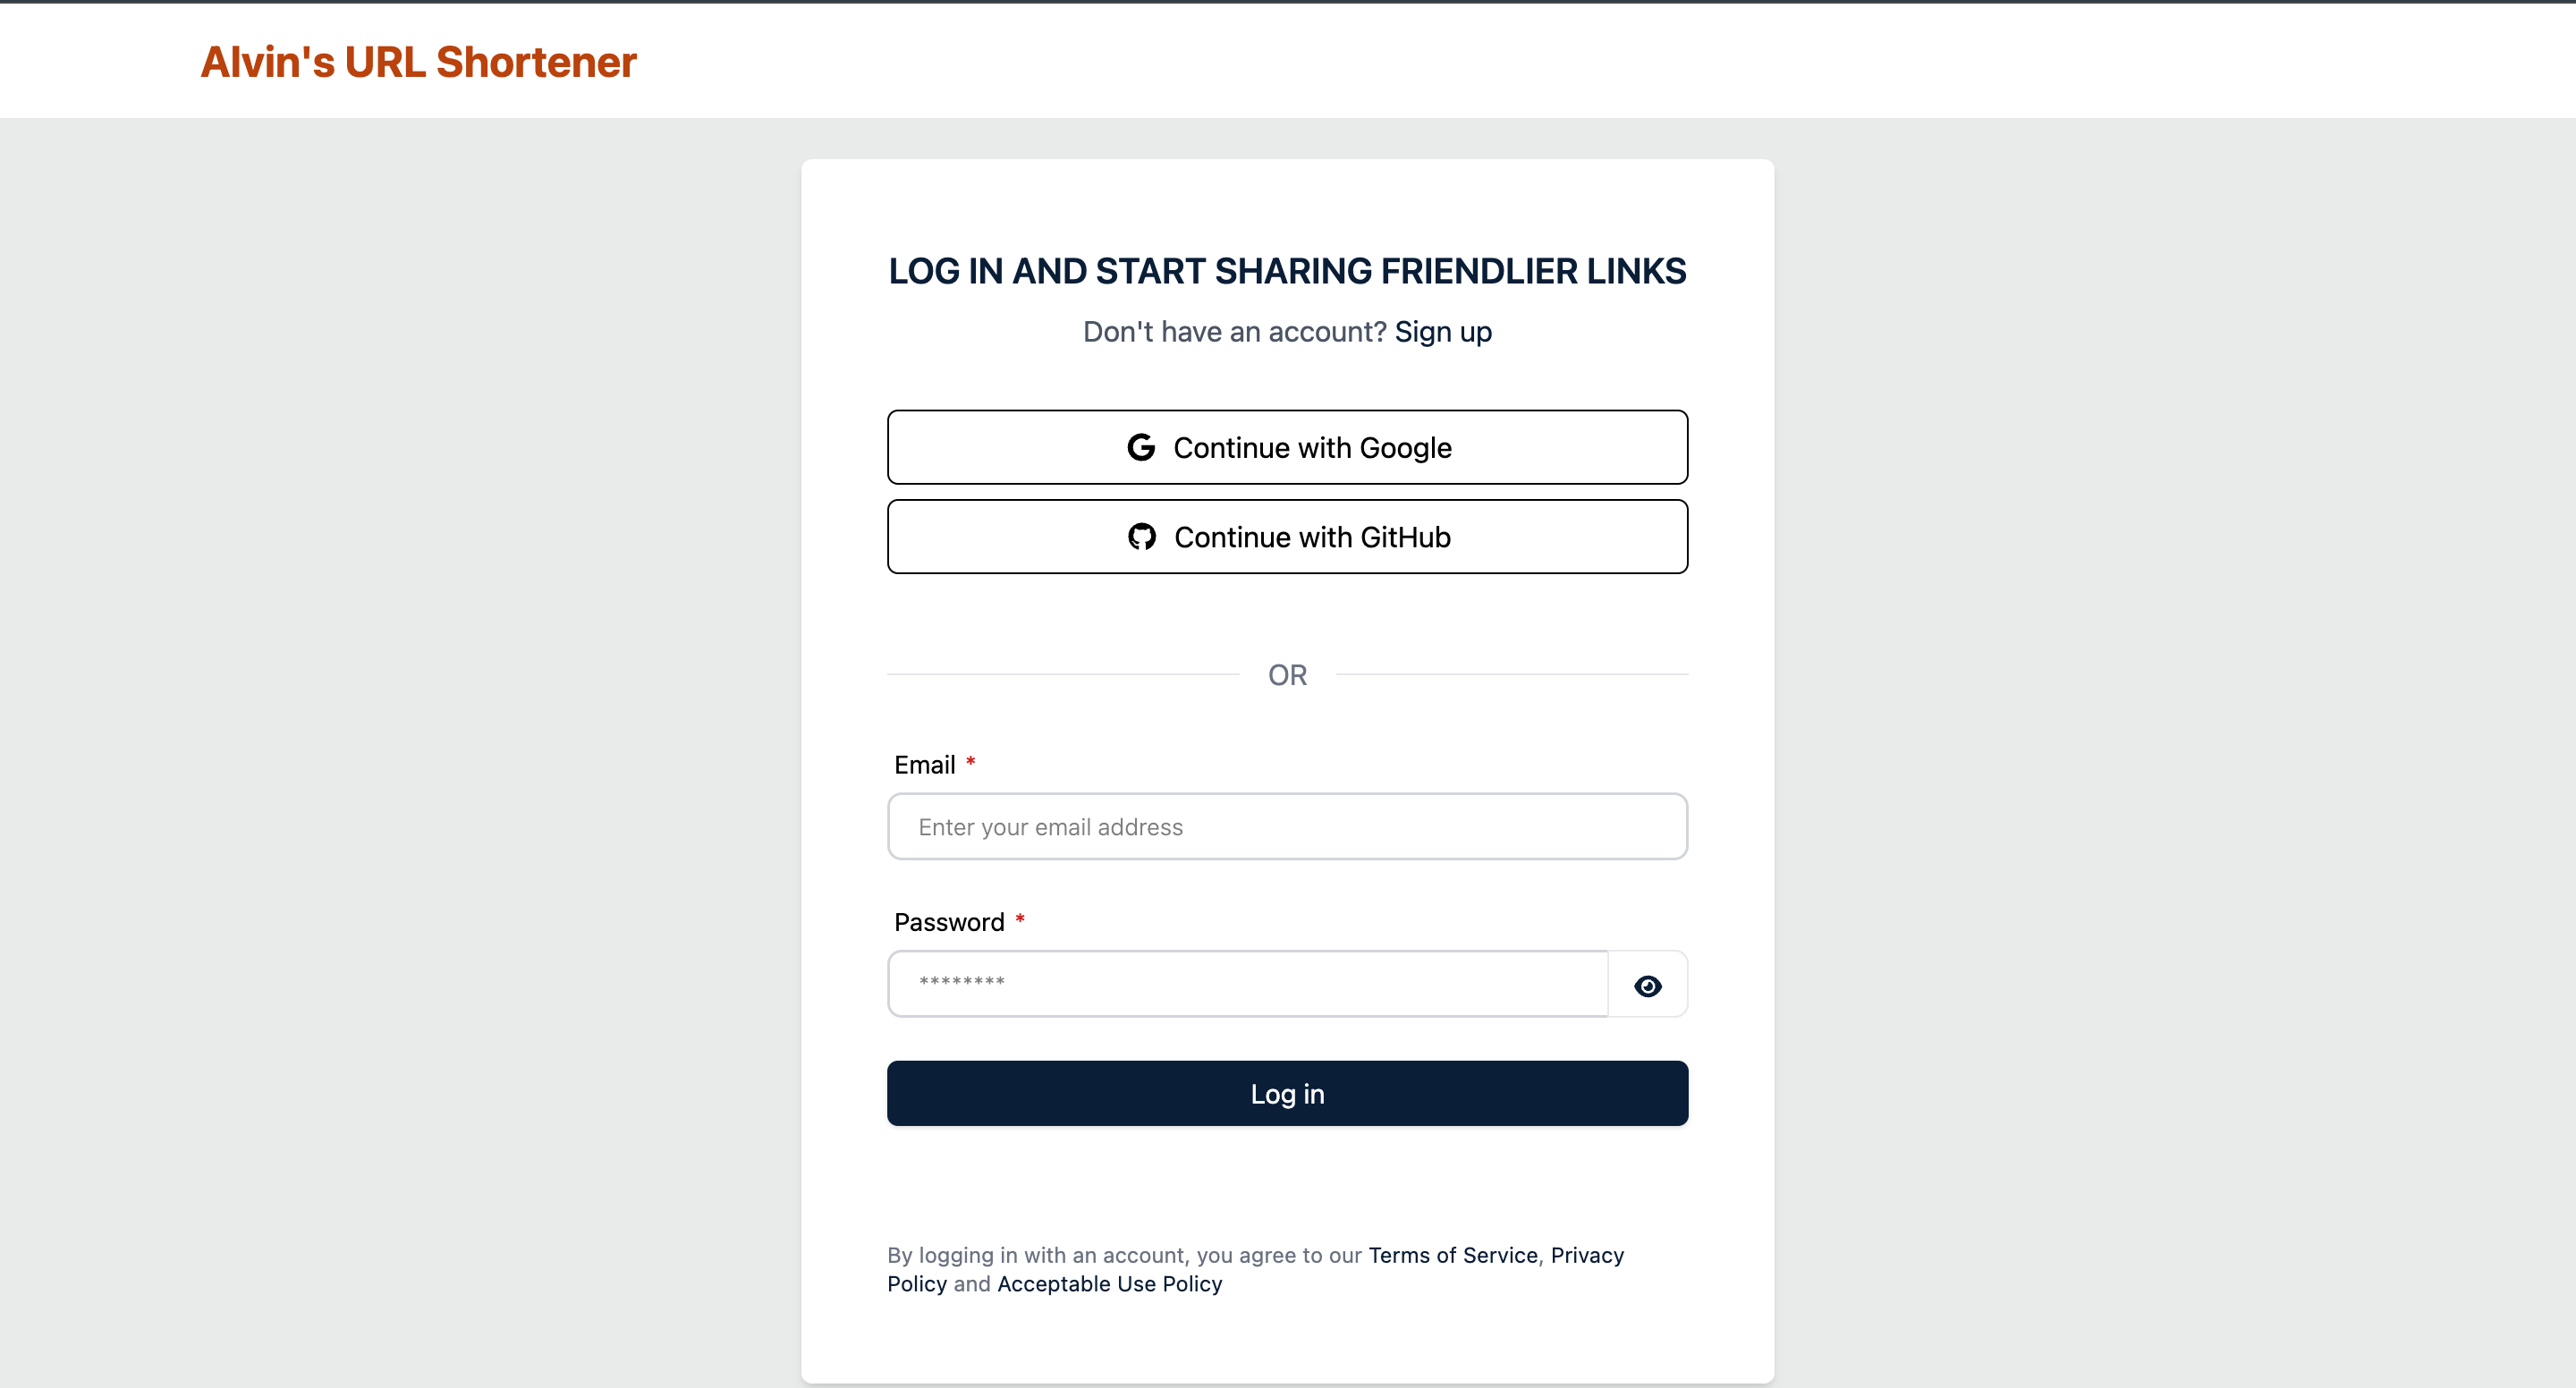 Alvin's URL Shortener
LOG IN AND START SHARING FRIENDLIER LINKS
Don't have an account? Sign up
Continue with Google
Continue with GitHub
OR
Email *
Enter your email address
Password *
********
Log in
By logging in with an account, you agree to our Terms of Service, Privacy
Policy and Acceptable Use Policy